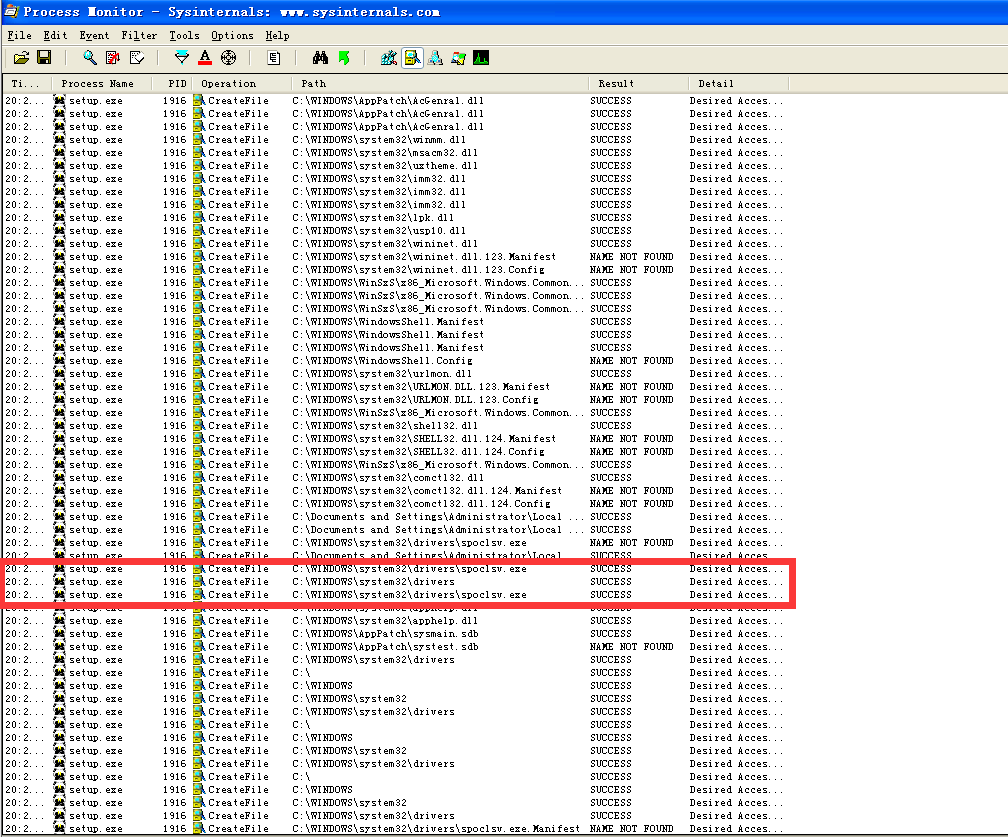 Process Monitor - Sysinternals: www.sysinternals.com
File Edit Event Filter Tools Options Help
Ti... Process Name PID Operation Path Result Detail
20:2... setup.exe 1916 CreateFile C:\WINDOWS\AppPatch\AcGenral.dll SUCCESS Desired Acces...
20:2... setup.exe 1916 CreateFile C:\WINDOWS\AppPatch\AcGenral.dll SUCCESS Desired Acces...
20:2... setup.exe 1916 CreateFile C:\WINDOWS\AppPatch\AcGenral.dll SUCCESS Desired Acces...
20:2... setup.exe 1916 CreateFile C:\WINDOWS\system32\winmm.dll SUCCESS Desired Acces...
20:2... setup.exe 1916 CreateFile C:\WINDOWS\system32\msacm32.dll SUCCESS Desired Acces...
20:2... setup.exe 1916 CreateFile C:\WINDOWS\system32\uxtheme.dll SUCCESS Desired Acces...
20:2... setup.exe 1916 CreateFile C:\WINDOWS\system32\imm32.dll SUCCESS Desired Acces...
20:2... setup.exe 1916 CreateFile C:\WINDOWS\system32\imm32.dll SUCCESS Desired Acces...
20:2... setup.exe 1916 CreateFile C:\WINDOWS\system32\imm32.dll SUCCESS Desired Acces...
20:2... setup.exe 1916 CreateFile C:\WINDOWS\system32\lpk.dll SUCCESS Desired Acces...
20:2... setup.exe 1916 CreateFile C:\WINDOWS\system32\usp10.dll SUCCESS Desired Acces...
20:2... setup.exe 1916 CreateFile C:\WINDOWS\system32\wininet.dll SUCCESS Desired Acces...
20:2... setup.exe 1916 CreateFile C:\WINDOWS\system32\wininet.dll.123.Manifest NAME NOT FOUND Desired Acces...
20:2... setup.exe 1916 CreateFile C:\WINDOWS\system32\wininet.dll.123.Config NAME NOT FOUND Desired Acces...
20:2... setup.exe 1916 CreateFile C:\WINDOWS\WinSxS\x86_Microsoft.Windows.Common... SUCCESS Desired Acces...
20:2... setup.exe 1916 CreateFile C:\WINDOWS\WinSxS\x86_Microsoft.Windows.Common... SUCCESS Desired Acces...
20:2... setup.exe 1916 CreateFile C:\WINDOWS\WinSxS\x86_Microsoft.Windows.Common... SUCCESS Desired Acces...
20:2... setup.exe 1916 CreateFile C:\WINDOWS\WindowsShell.Manifest SUCCESS Desired Acces...
20:2... setup.exe 1916 CreateFile C:\WINDOWS\WindowsShell.Manifest SUCCESS Desired Acces...
20:2... setup.exe 1916 CreateFile C:\WINDOWS\WindowsShell.Manifest SUCCESS Desired Acces...
20:2... setup.exe 1916 CreateFile C:\WINDOWS\WindowsShell.Config NAME NOT FOUND Desired Acces...
20:2... setup.exe 1916 CreateFile C:\WINDOWS\system32\urlmon.dll SUCCESS Desired Acces...
20:2... setup.exe 1916 CreateFile C:\WINDOWS\system32\URLMON.DLL.123.Manifest NAME NOT FOUND Desired Acces...
20:2... setup.exe 1916 CreateFile C:\WINDOWS\system32\URLMON.DLL.123.Config NAME NOT FOUND Desired Acces...
20:2... setup.exe 1916 CreateFile C:\WINDOWS\WinSxS\x86_Microsoft.Windows.Common... SUCCESS Desired Acces...
20:2... setup.exe 1916 CreateFile C:\WINDOWS\system32\shell32.dll SUCCESS Desired Acces...
20:2... setup.exe 1916 CreateFile C:\WINDOWS\system32\SHELL32.dll.124.Manifest NAME NOT FOUND Desired Acces...
20:2... setup.exe 1916 CreateFile C:\WINDOWS\system32\SHELL32.dll.124.Config NAME NOT FOUND Desired Acces...
20:2... setup.exe 1916 CreateFile C:\WINDOWS\WinSxS\x86_Microsoft.Windows.Common... SUCCESS Desired Acces...
20:2... setup.exe 1916 CreateFile C:\WINDOWS\system32\comctl32.dll SUCCESS Desired Acces...
20:2... setup.exe 1916 CreateFile C:\WINDOWS\system32\comctl32.dll.124.Manifest NAME NOT FOUND Desired Acces...
20:2... setup.exe 1916 CreateFile C:\WINDOWS\system32\comctl32.dll.124.Config NAME NOT FOUND Desired Acces...
20:2... setup.exe 1916 CreateFile C:\Documents and Settings\Administrator\Local ... SUCCESS Desired Acces...
20:2... setup.exe 1916 CreateFile C:\Documents and Settings\Administrator\Local ... SUCCESS Desired Acces...
20:2... setup.exe 1916 CreateFile C:\WINDOWS\system32\drivers\spoclsv.exe NAME NOT FOUND Desired Acces...
20:2... setup.exe 1916 CreateFile C:\Documents and Settings\Administrator\Local SUCCESS Desired Acces
20:2... setup.exe 1916 CreateFile C:\WINDOWS\system32\drivers\spoclsv.exe SUCCESS Desired Acces...
20:2... setup.exe 1916 CreateFile C:\WINDOWS\system32\drivers SUCCESS Desired Acces...
20:2... setup.exe 1916 CreateFile C:\WINDOWS\system32\drivers\spoclsv.exe SUCCESS Desired Acces...
20:2... setup.exe 1916 CreateFile C:\WINDOWS\system32\apphelp.dll SUCCESS Desired Acces...
20:2... setup.exe 1916 CreateFile C:\WINDOWS\AppPatch\sysmain.sdb SUCCESS Desired Acces...
20:2... setup.exe 1916 CreateFile C:\WINDOWS\AppPatch\systest.sdb NAME NOT FOUND Desired Acces...
20:2... setup.exe 1916 CreateFile C:\WINDOWS\system32\drivers SUCCESS Desired Acces...
20:2... setup.exe 1916 CreateFile C:\ SUCCESS Desired Acces...
20:2... setup.exe 1916 CreateFile C:\WINDOWS SUCCESS Desired Acces...
20:2... setup.exe 1916 CreateFile C:\WINDOWS\system32 SUCCESS Desired Acces...
20:2... setup.exe 1916 CreateFile C:\WINDOWS\system32\drivers SUCCESS Desired Acces...
20:2... setup.exe 1916 CreateFile C:\ SUCCESS Desired Acces...
20:2... setup.exe 1916 CreateFile C:\WINDOWS SUCCESS Desired Acces...
20:2... setup.exe 1916 CreateFile C:\WINDOWS\system32 SUCCESS Desired Acces...
20:2... setup.exe 1916 CreateFile C:\WINDOWS\system32\drivers SUCCESS Desired Acces...
20:2... setup.exe 1916 CreateFile C:\ SUCCESS Desired Acces...
20:2... setup.exe 1916 CreateFile C:\WINDOWS SUCCESS Desired Acces...
20:2... setup.exe 1916 CreateFile C:\WINDOWS\system32 SUCCESS Desired Acces...
20:2... setup.exe 1916 CreateFile C:\WINDOWS\system32\drivers SUCCESS Desired Acces...
20:2... setup.exe 1916 CreateFile C:\WINDOWS\system32\drivers\spoclsv.exe.Manifest NAME NOT FOUND Desired Acces...